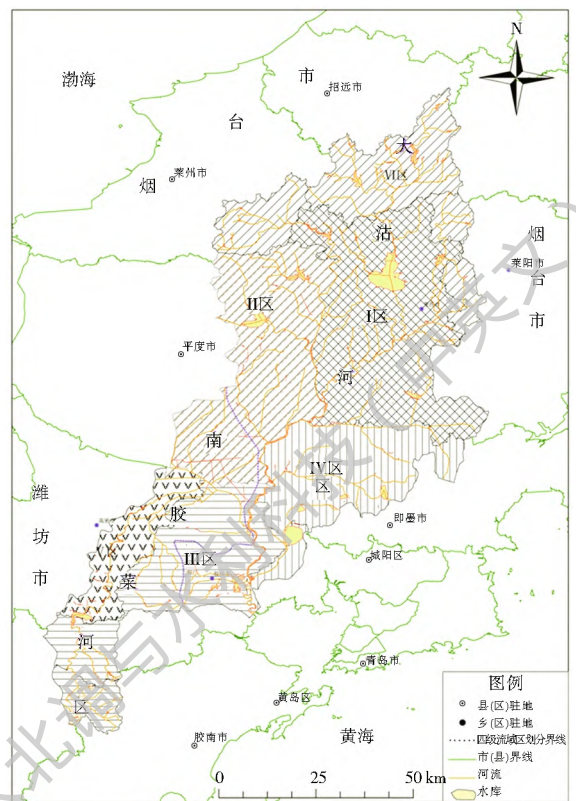 N
渤海
市
招远市
台
大
VII区
莱州市
烟
沽
烟
莱阳市
台
II区
I区
市
平度市
河
南
IV区
区
潍
胶
即墨市
坊
城阳区
III区
市
莱
河
青岛市
区
黄岛区
黄海
胶南市
0 25 50 km
图例
县(区)驻地
乡(区)驻地
四级流域区划分界线
市(县)界线
河流
水库
北调与水利科技(中英文)